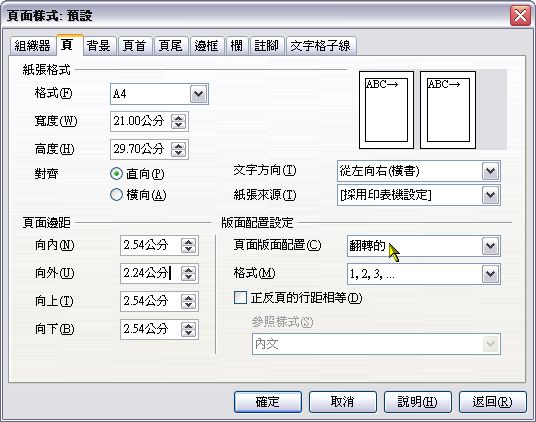 頁面樣式: 預設
組織器 頁 背景 頁首 頁尾 邊框 欄 註腳 文字格子線
紙張格式
格式(F) A4
ABC→ ABC→
寬度(W) 21.00公分
高度(H) 29.70公分
對齊 直向(P)
橫向(A)
文字方向(T) 從左向右(橫書)
紙張來源(T) [採用印表機設定]
頁面邊距
向內(N) 2.54公分
向外(U) 2.24公分
向上(T) 2.54公分
向下(B) 2.54公分
版面配置設定
頁面版面配置(C) 翻轉的
格式(M) 1, 2, 3, ...
正反頁的行距相等(D)
參照樣式(S)
內文
確定 取消 說明(H) 返回(R)